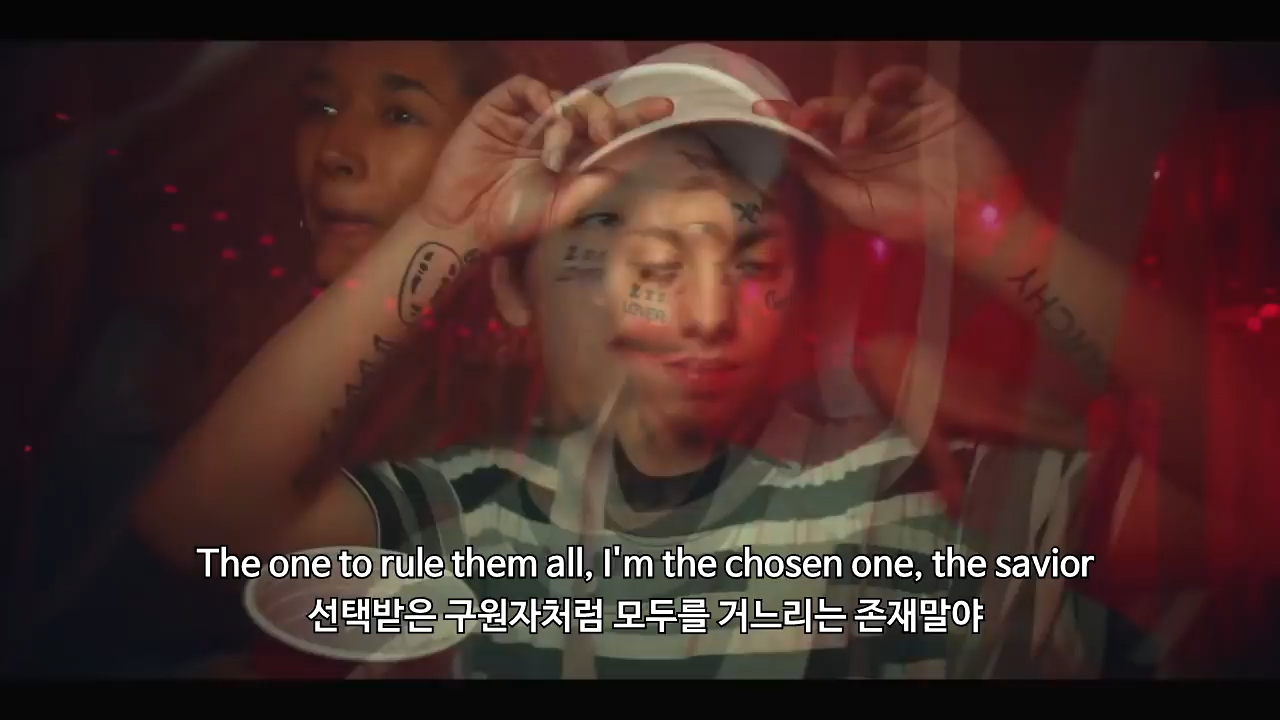 LOVER
The one to rule them all, I'm the chosen one, the savior
선택받은 구원자처럼 모두를 거느리는 존재말야